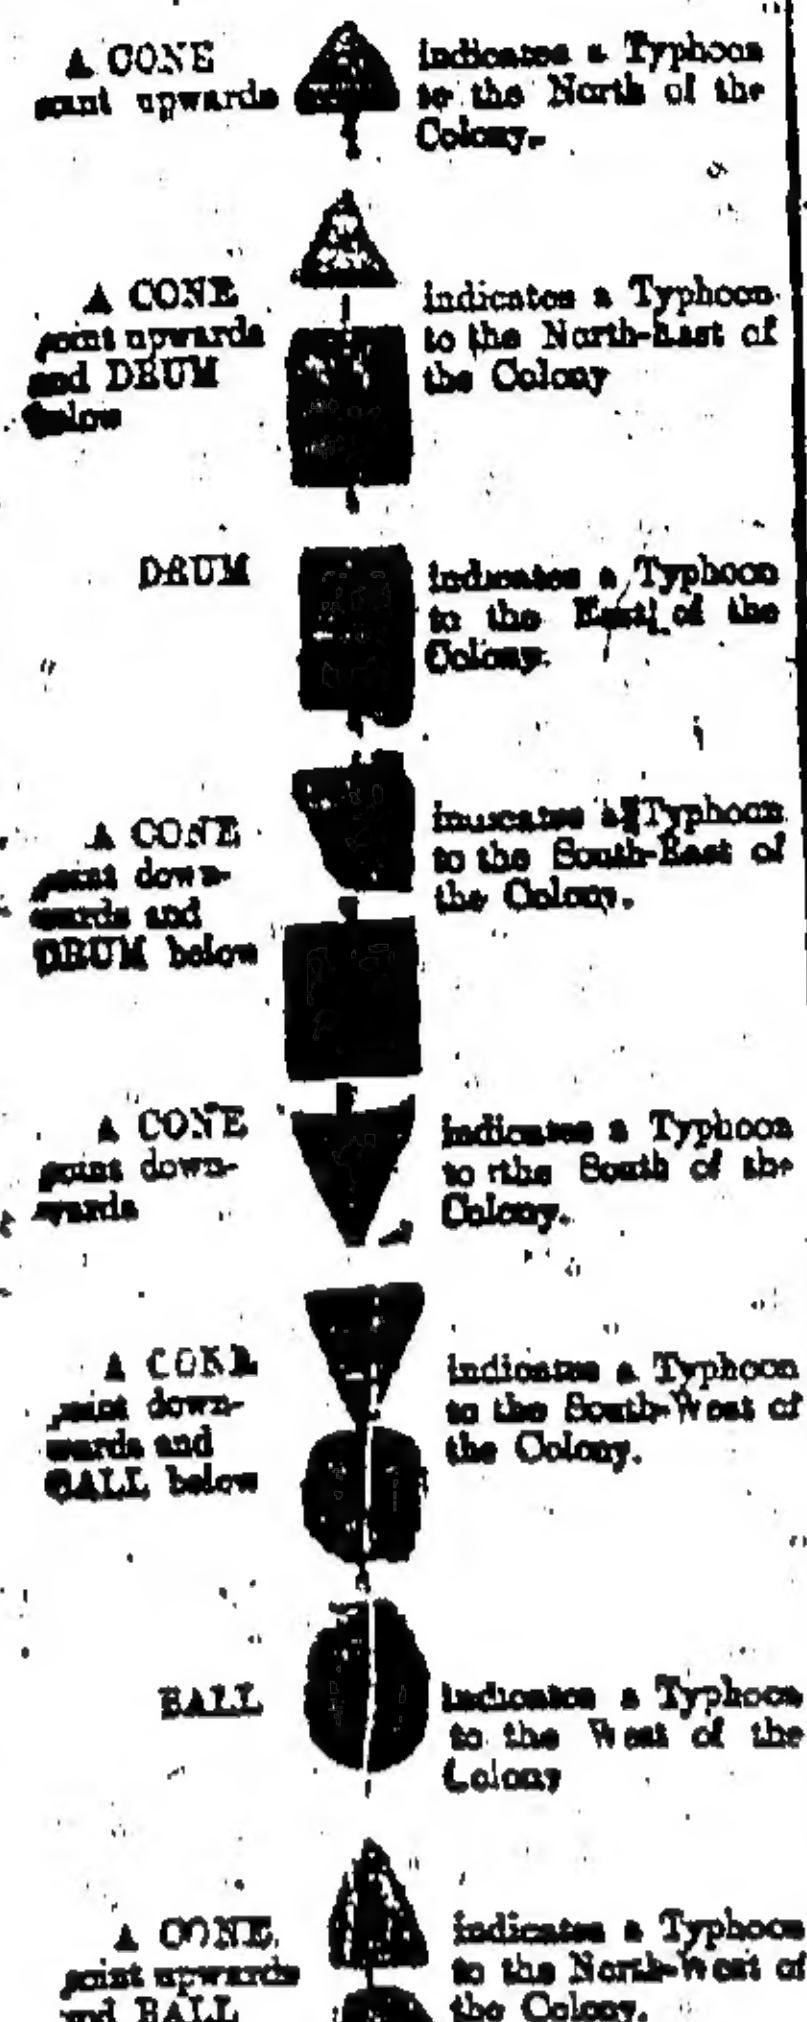 A CONE
point upwards
indicates a Typhoon
to the North of the
Colony.
A CONE
point upwards
and DRUM
below
indicates a Typhoon
to the North-East of
the Colony
DRUM
indicates a Typhoon
to the East of the
Colony.
A CONE
point down-
wards and
DRUM below
indicates a Typhoon
to the South-East of
the Colony.
A CONE
point down-
wards
indicates a Typhoon
to the South of the
Colony.
A CONE
point down-
wards and
BALL below
indicates a Typhoon
to the South-West of
the Colony.
BALL
indicates a Typhoon
to the West of the
Colony
A CONE,
point upwards
and BALL
indicates a Typhoon
to the North-West of
the Colony.